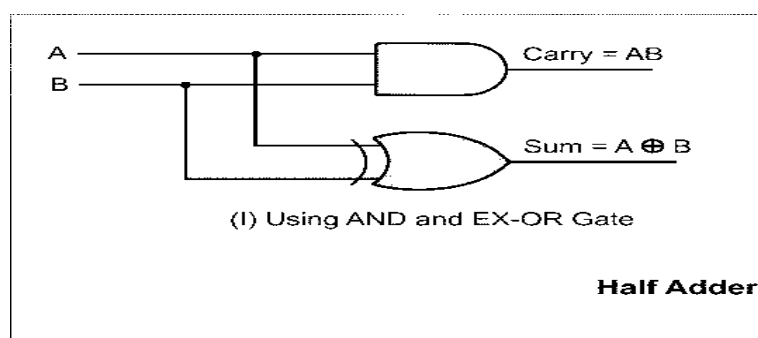 A
B
Carry = AB
Sum = A ⊕ B
(I) Using AND and EX-OR Gate
Half Adder